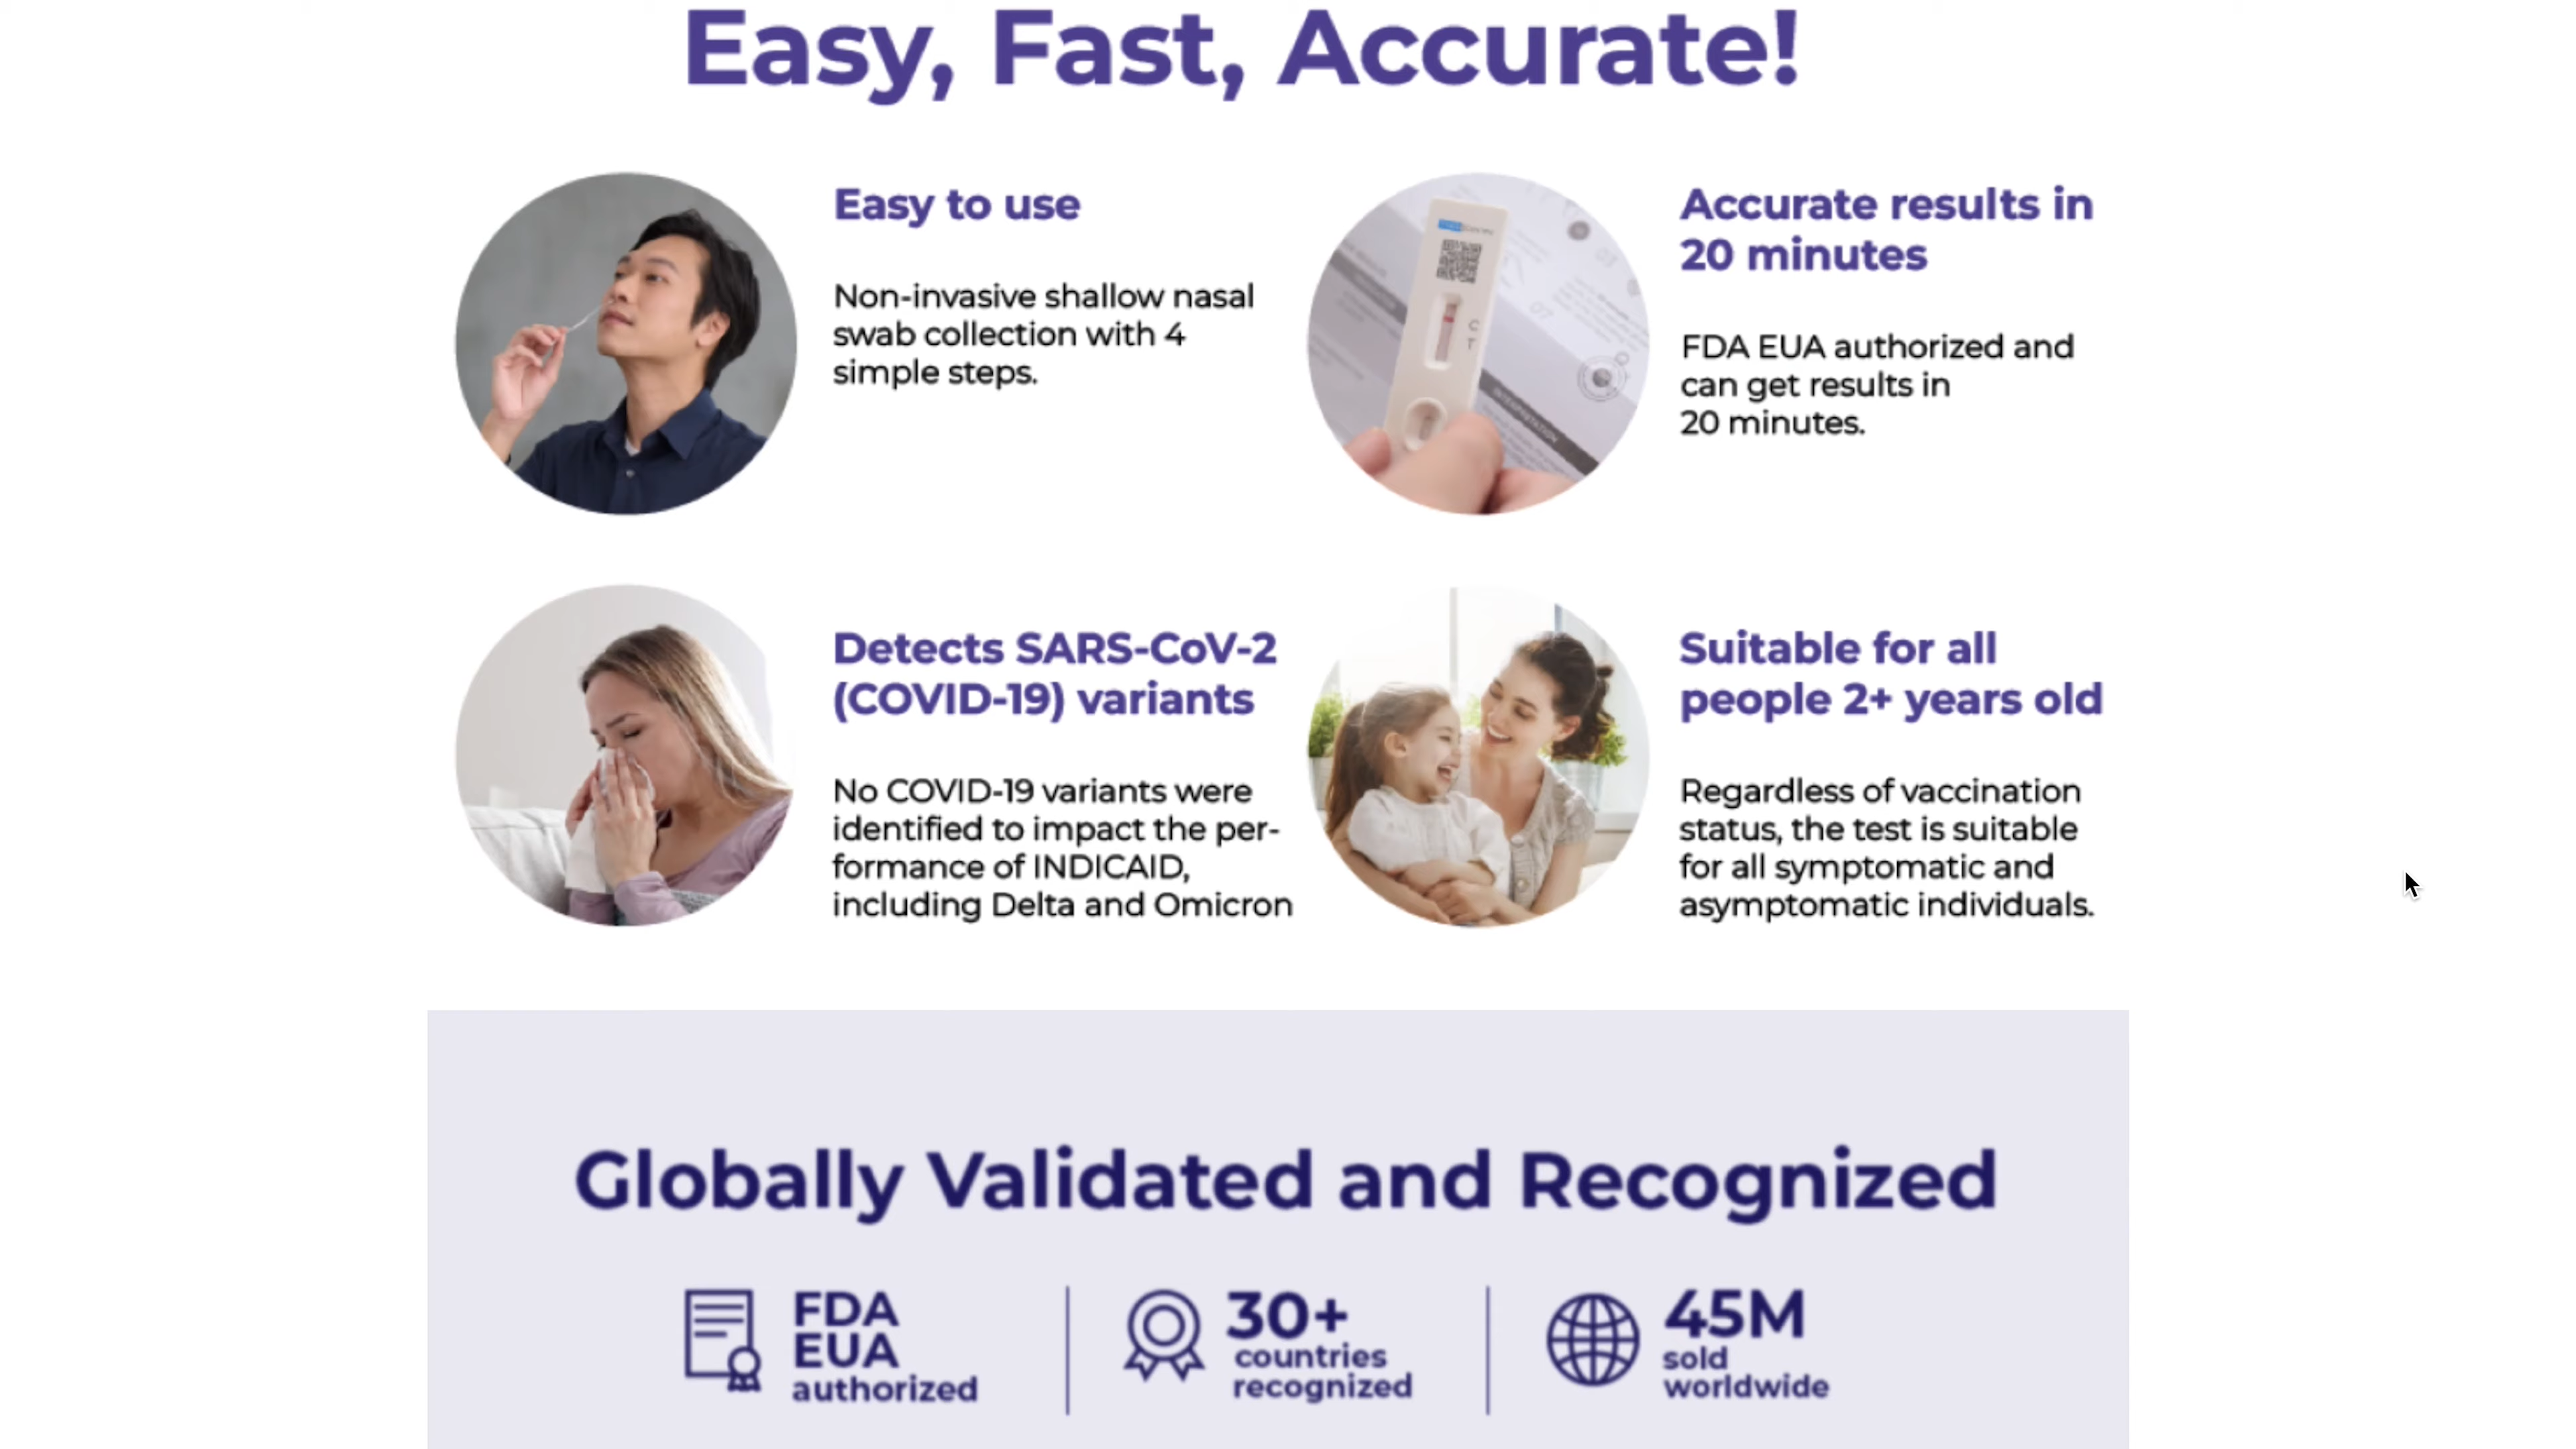 Easy, Fast, Accurate!
Easy to use
Non-invasive shallow nasal
swab collection with 4
simple steps.
Accurate results in
20 minutes
FDA EUA authorized and
can get results in
20 minutes.
C
T
Detects SARS-CoV-2
(COVID-19) variants
No COVID-19 variants were
identified to impact the per-
formance of INDICAID,
including Delta and Omicron
Suitable for all
people 2+ years old
Regardless of vaccination
status, the test is suitable
for all symptomatic and
asymptomatic individuals.
Globally Validated and Recognized
FDA
EUA
authorized
30+
countries
recognized
45M
sold
worldwide